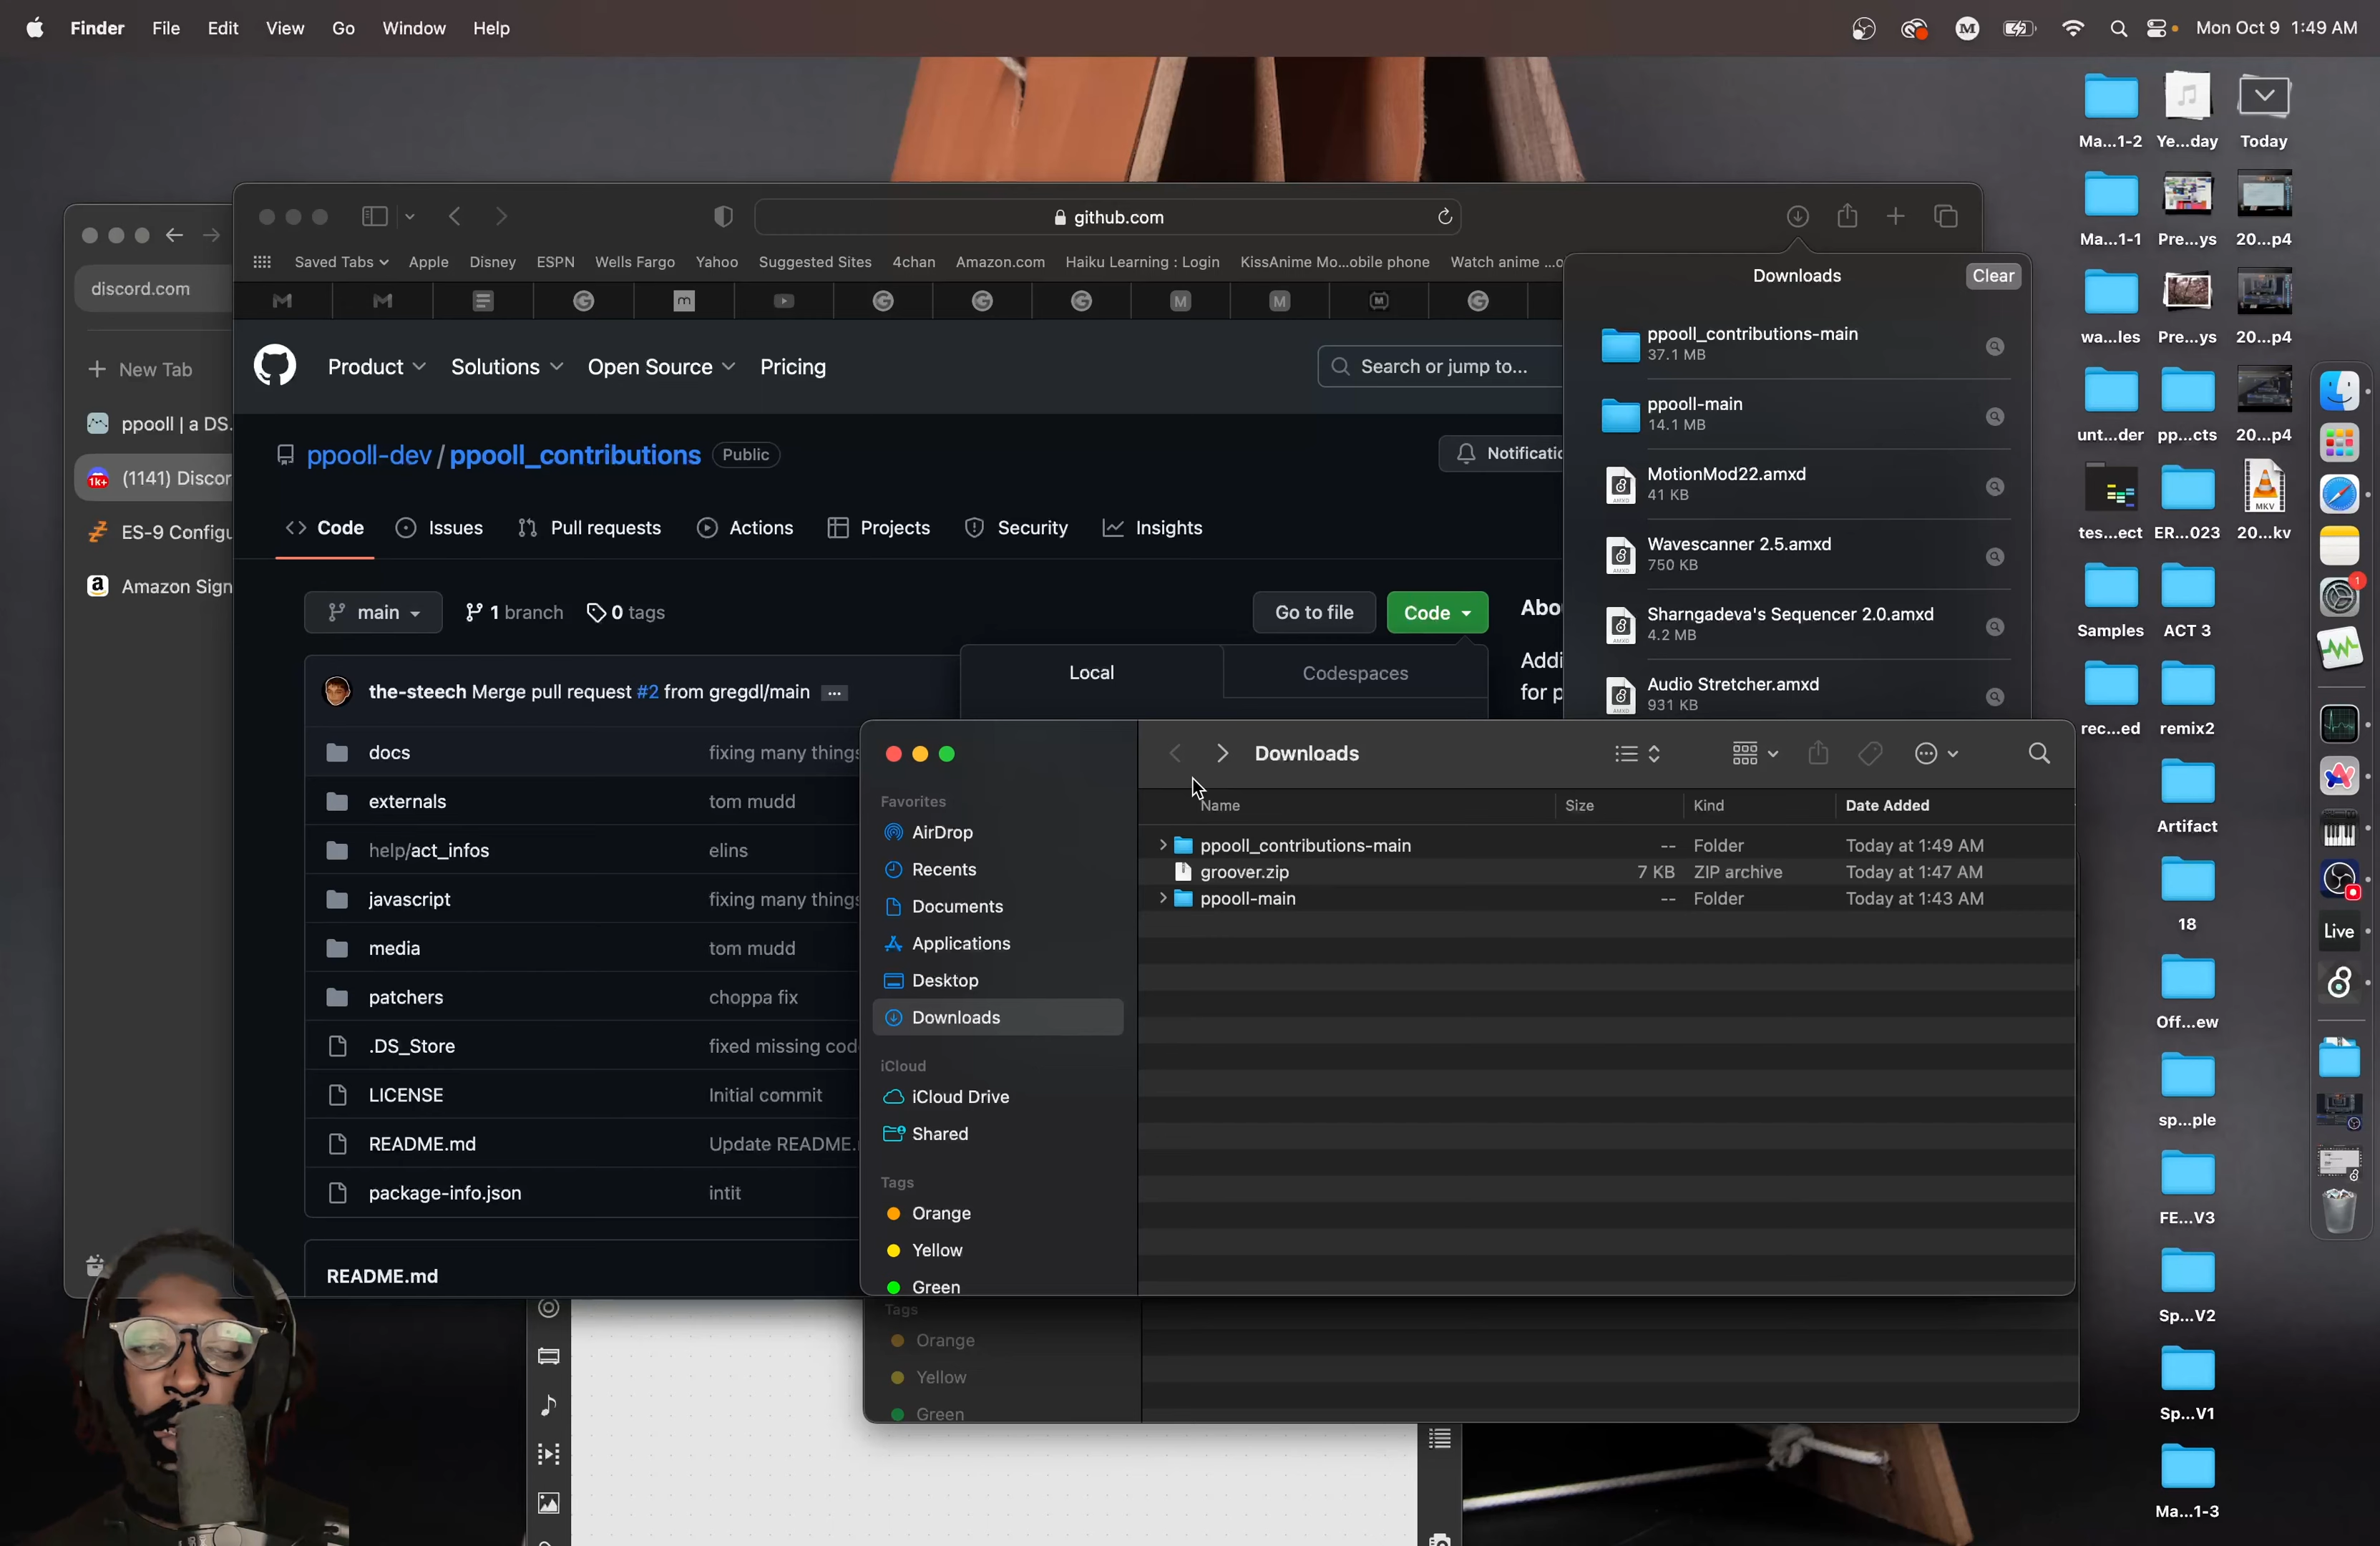 Finder File Edit View Go Window Help
M
Mon Oct 9 1:49 AM
Ma...1-2 Ye...day Today
Ma...1-1 Pre...ys 20...p4
wa...les Pre...ys 20...p4
unt...der pp...cts 20...p4
MKV
tes...ect ER...023 20...kv
Samples ACT 3
rec...ed remix2
Artifact
18
Off...ew
sp...ple
FE...V3
Sp...V2
Sp...V1
Ma...1-3
1
Live
discord.com
New Tab
ppooll | a DS.
1k+
(1141) Discor
ES-9 Configu
Amazon Sign
github.com
Saved Tabs Apple Disney ESPN Wells Fargo Yahoo Suggested Sites 4chan Amazon.com Haiku Learning : Login KissAnime Mo...obile phone Watch anime ...o
Product Solutions Open Source Pricing
Search or jump to...
ppooll-dev / ppooll_contributions Public
Notificatio
Code Issues Pull requests Actions Projects Security Insights
main 1 branch 0 tags
Go to file Code
Abo
Addi
for p
Local Codespaces
the-steech Merge pull request #2 from gregdl/main ...
docs fixing many things
externals tom mudd
help/act_infos elins
javascript fixing many things
media tom mudd
patchers choppa fix
.DS_Store fixed missing cod
LICENSE Initial commit
README.md Update README.
package-info.json intit
README.md
Downloads Clear
ppooll_contributions-main
37.1 MB
ppooll-main
14.1 MB
AMXD
MotionMod22.amxd
41 KB
AMXD
Wavescanner 2.5.amxd
750 KB
AMXD
Sharngadeva's Sequencer 2.0.amxd
4.2 MB
AMXD
Audio Stretcher.amxd
931 KB
Downloads
Favorites
AirDrop
Recents
Documents
Applications
Desktop
Downloads
iCloud
iCloud Drive
Shared
Tags
Orange
Yellow
Green
Name Size Kind Date Added
ppooll_contributions-main -- Folder Today at 1:49 AM
groover.zip 7 KB ZIP archive Today at 1:47 AM
ppooll-main -- Folder Today at 1:43 AM
Tags
Orange
Yellow
Green